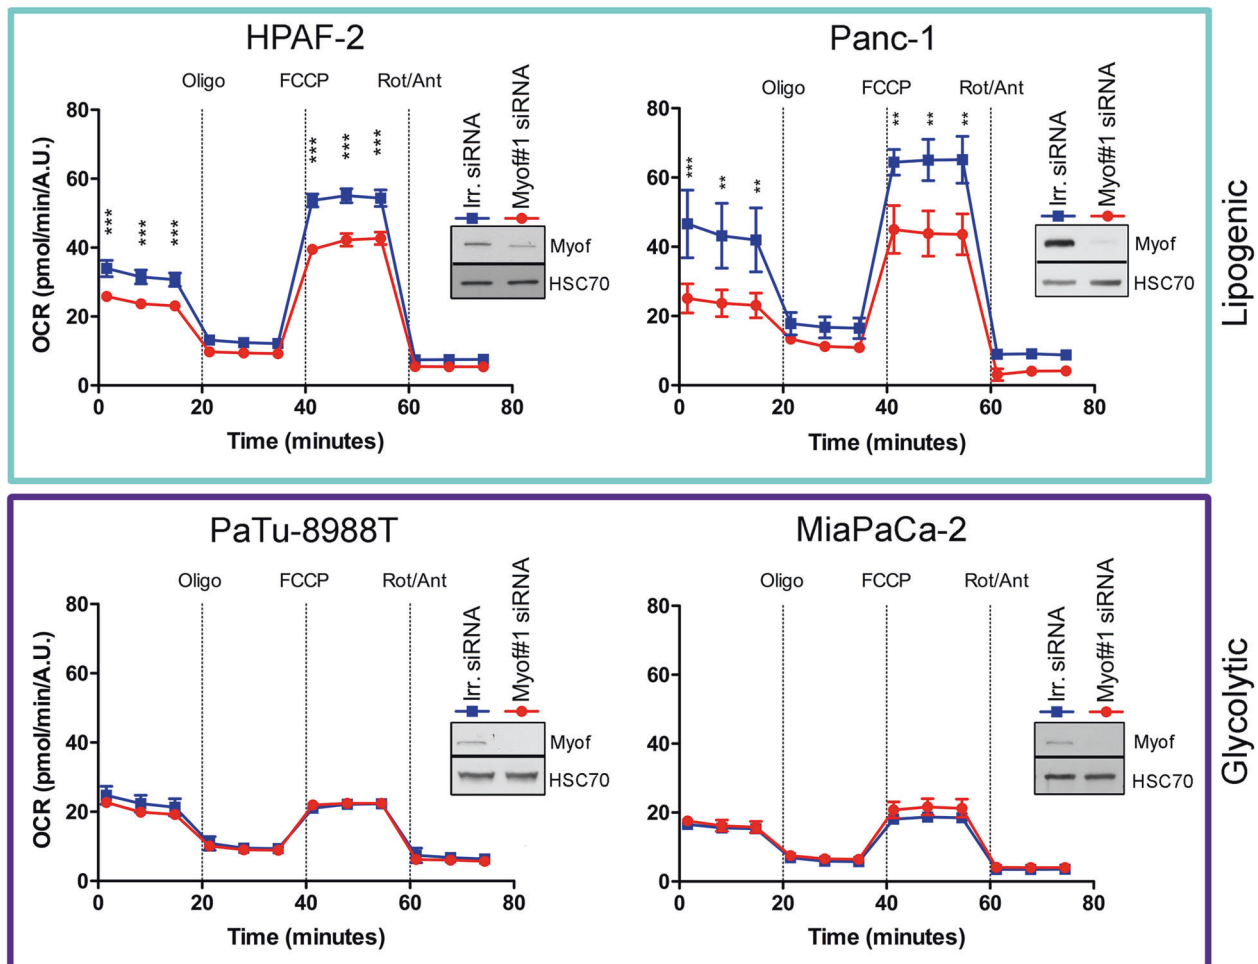 HPAF-2
Oligo
FCCP
Rot/Ant
***
***
***
***
***
***
Irr. siRNA
Myof#1 siRNA
Myof
HSC70
OCR (pmol/min/A.U.)
80
60
40
20
0
0 20 40 60 80
Time (minutes)
Panc-1
Oligo
FCCP
Rot/Ant
***
**
**
**
**
**
Irr. siRNA
Myof#1 siRNA
Myof
HSC70
80
60
40
20
0
0 20 40 60 80
Time (minutes)
Lipogenic
PaTu-8988T
Oligo
FCCP
Rot/Ant
Irr. siRNA
Myof#1 siRNA
Myof
HSC70
OCR (pmol/min/A.U.)
80
60
40
20
0
0 20 40 60 80
Time (minutes)
MiaPaCa-2
Oligo
FCCP
Rot/Ant
Irr. siRNA
Myof#1 siRNA
Myof
HSC70
80
60
40
20
0
0 20 40 60 80
Time (minutes)
Glycolytic